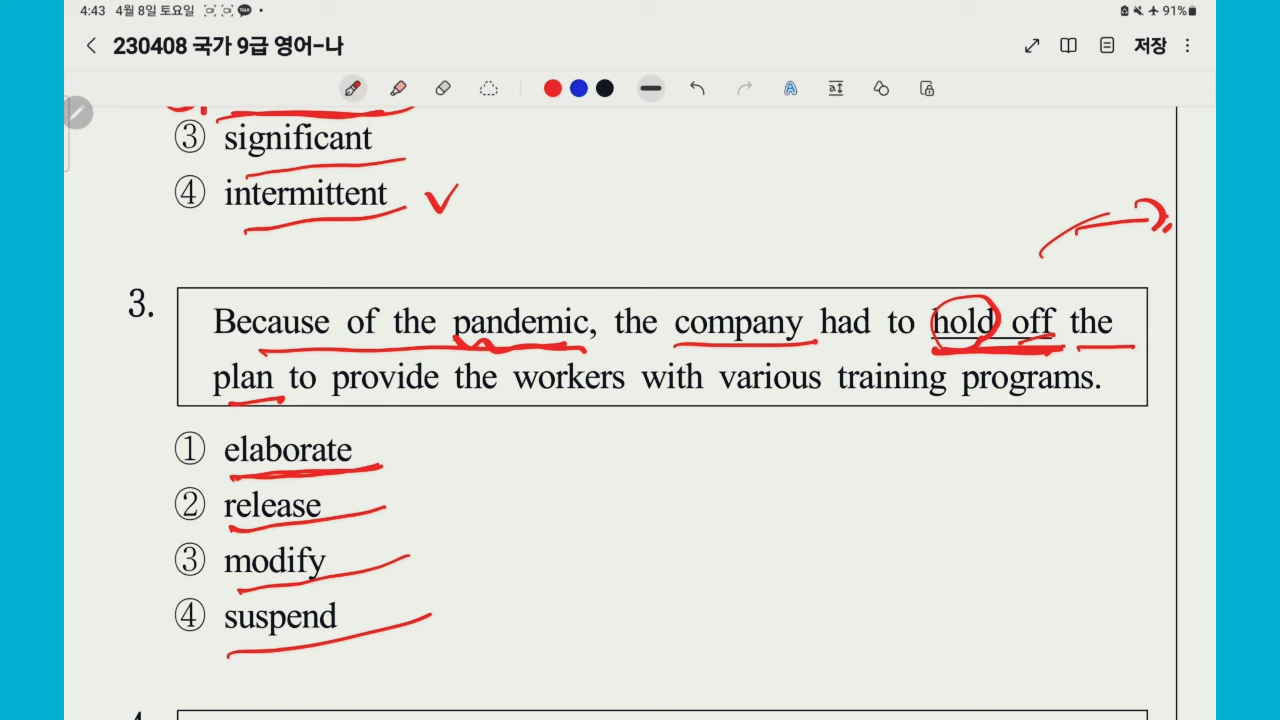 4:43 4월 8일 토요일 TALK 91%
230408 국가 9급 영어-나 저장
③ significant
④ intermittent
3. Because of the pandemic, the company had to hold off the
plan to provide the workers with various training programs.
① elaborate
② release
③ modify
④ suspend